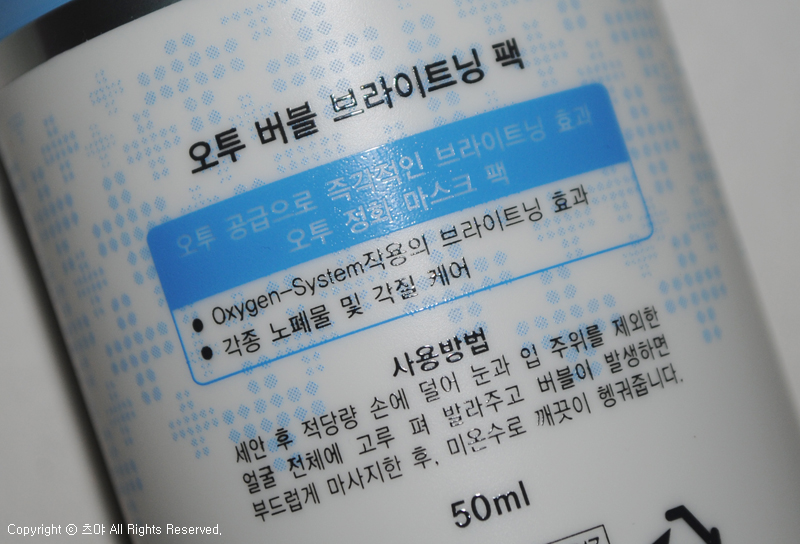 오투 버블 브라이트닝 팩
오투 공급으로 즉각적인 브라이트닝 효과
오투 정화 마스크 팩
● Oxygen-System작용의 브라이트닝 효과
● 각종 노폐물 및 각질 케어
사용방법
세안 후 적당량 손에 덜어 눈과 입 주위를 제외한
얼굴 전체에 고루 펴 발라주고 버블이 발생하면
부드럽게 마사지한 후, 미온수로 깨끗이 헹궈줍니다.
50ml
Copyright ⓒ 츠야 All Rights Reserved.